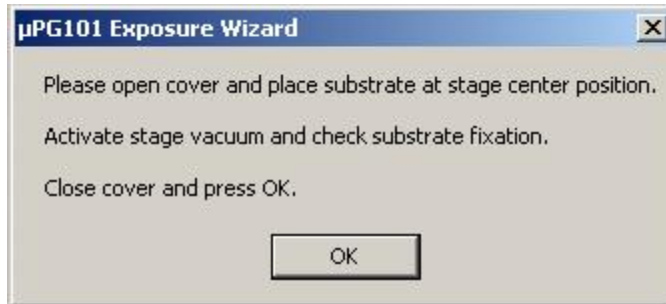 µPG101 Exposure Wizard
Please open cover and place substrate at stage center position.
Activate stage vacuum and check substrate fixation.
Close cover and press OK.
OK